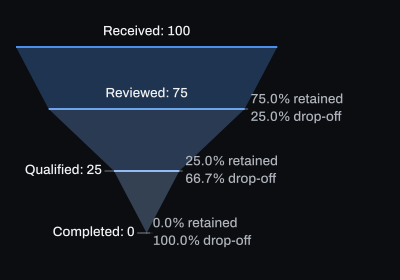 Received: 100
Reviewed: 75
75.0% retained
25.0% drop-off
Qualified: 25
25.0% retained
66.7% drop-off
Completed: 0
0.0% retained
100.0% drop-off